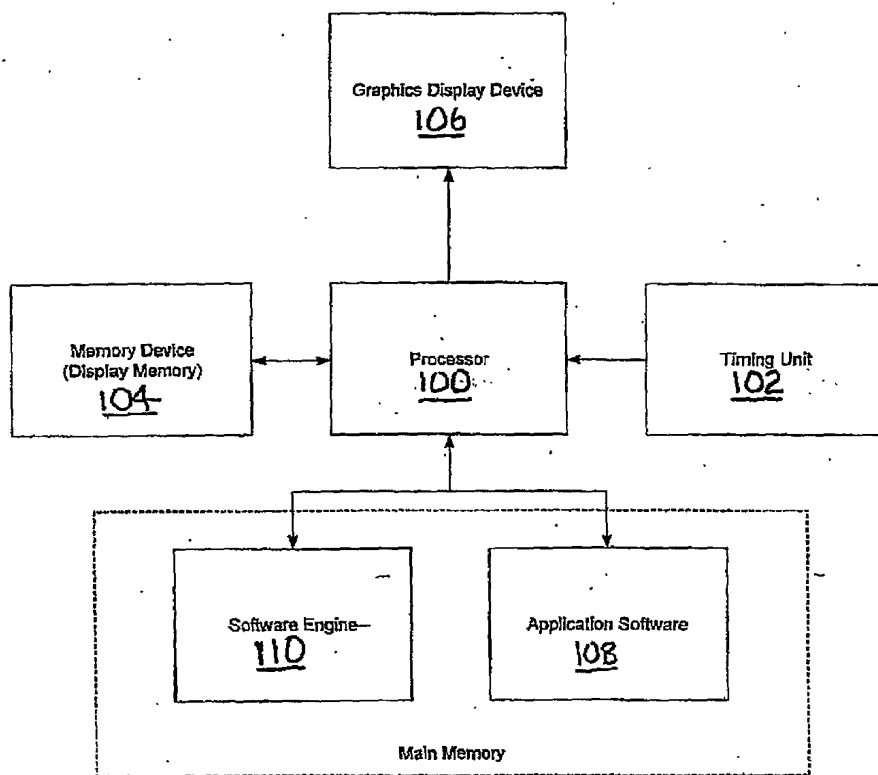 Graphics Display Device
106
Memory Device
(Display Memory)
104
Processor
100
Timing Unit
102
Software Engine
110
Application Software
108
Main Memory